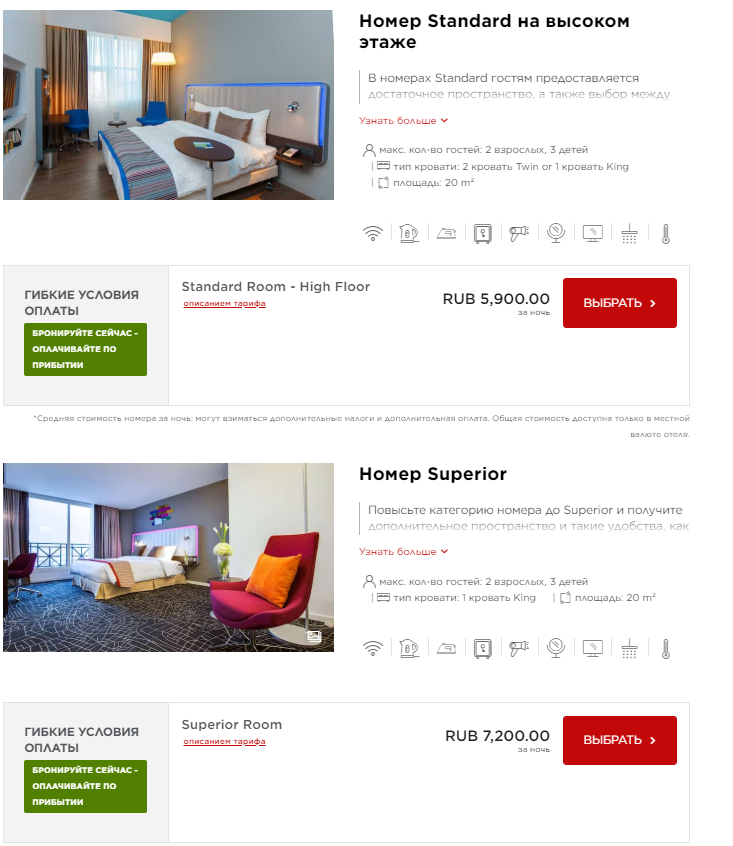 Номер Standard на высоком
этаже
В номерах Standard гостям предоставляется
достаточное пространство, а также выбор между
Узнать больше
макс. кол-во гостей: 2 взрослых, 3 детей
| тип кровати: 2 кровать Twin or 1 кровать King
| площадь: 20 m²
ГИБКИЕ УСЛОВИЯ
ОПЛАТЫ
БРОНИРУЙТЕ СЕЙЧАС -
ОПЛАЧИВАЙТЕ ПО
ПРИБЫТИИ
Standard Room - High Floor
описанием тарифа
RUB 5,900.00
за ночь
ВЫБРАТЬ
*Средняя стоимость номера за ночь: могут взиматься дополнительные налоги и дополнительная оплата. Общая стоимость доступна только в местной
валюте отеля.
Номер Superior
Повысьте категорию номера до Superior и получите
дополнительное пространство и такие удобства, как
Узнать больше
макс. кол-во гостей: 2 взрослых, 3 детей
| тип кровати: 1 кровать King | площадь: 20 m²
ГИБКИЕ УСЛОВИЯ
ОПЛАТЫ
БРОНИРУЙТЕ СЕЙЧАС -
ОПЛАЧИВАЙТЕ ПО
ПРИБЫТИИ
Superior Room
описанием тарифа
RUB 7,200.00
за ночь
ВЫБРАТЬ